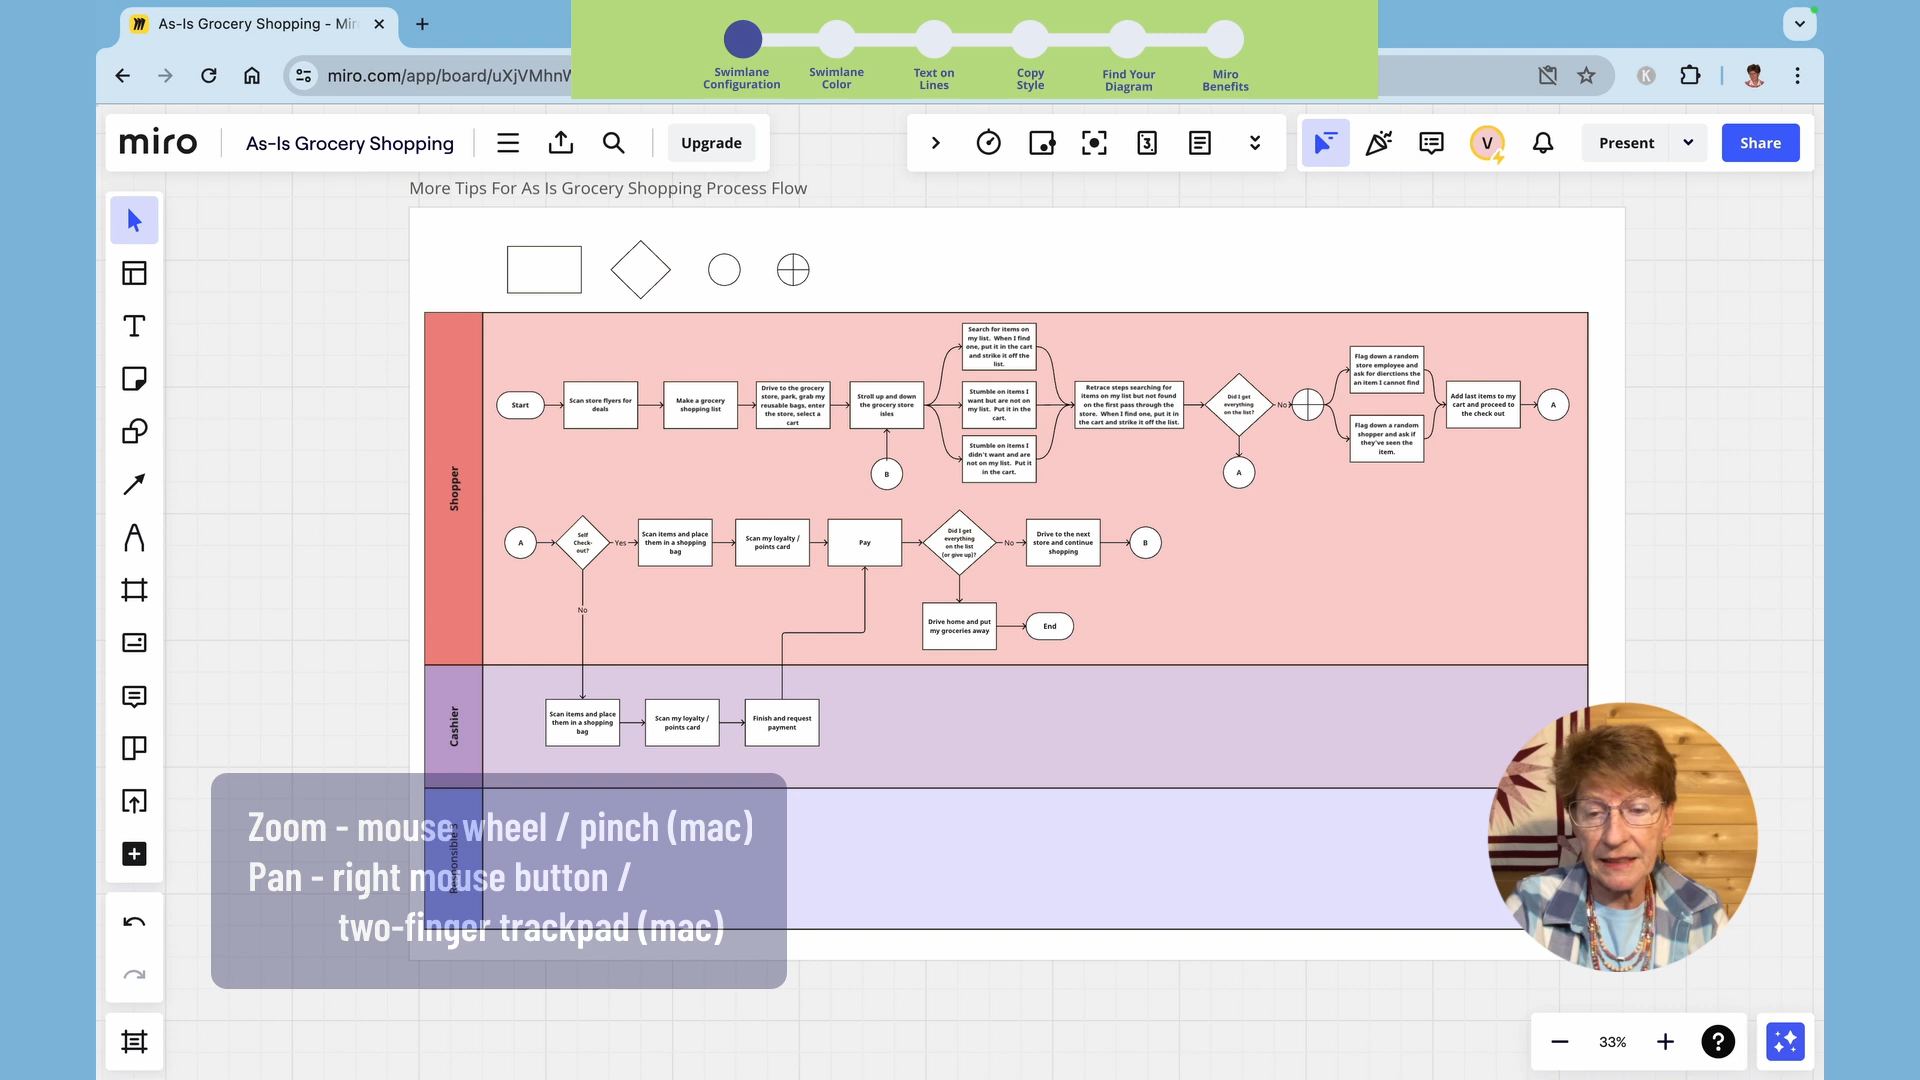 As-Is Grocery Shopping - Mir
Swimlane
Configuration
Swimlane
Color
Text on
Lines
Copy
Style
Find Your
Diagram
Miro
Benefits
miro.com/app/board/uXjVMhnW
K
miro
As-Is Grocery Shopping
Upgrade
3
V
Present
Share
More Tips For As Is Grocery Shopping Process Flow
Shopper
Start
Scan store flyers for
deals
Make a grocery
shopping list
Drive to the grocery
store, park, grab my
reusable bags, enter
the store, select a
cart
Stroll up and down
the grocery store
isles
B
Search for items on
my list. When I find
one, put it in the cart
and strike it off the
list.
Stumble on items I
want but are not on
my list. Put it in the
cart.
Stumble on items I
didn't want and are
not on my list. Put it
in the cart.
Retrace steps searching for
items on my list but not found
on the first pass through the
store. When I find one, put it in
the cart and strike it off the list.
Did I get
everything
on the list?
No
A
Flag down a random
store employee and
ask for dierctions the
an item I cannot find
Flag down a random
shopper and ask if
they've seen the
item.
Add last items to my
cart and proceed to
the check out
A
A
Self
Check-
out?
Yes
No
Scan items and place
them in a shopping
bag
Scan my loyalty /
points card
Pay
Did I get
everything
on the list
(or give up)?
No
Drive to the next
store and continue
shopping
B
Drive home and put
my groceries away
End
Cashier
Scan items and place
them in a shopping
bag
Scan my loyalty /
points card
Finish and request
payment
Responsible 3
Zoom - mouse wheel / pinch (mac)
Pan - right mouse button /
two-finger trackpad (mac)
33%